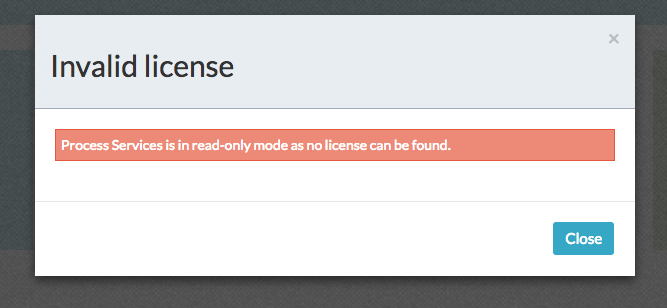 ×
Invalid license
Process Services is in read-only mode as no license can be found.
Close